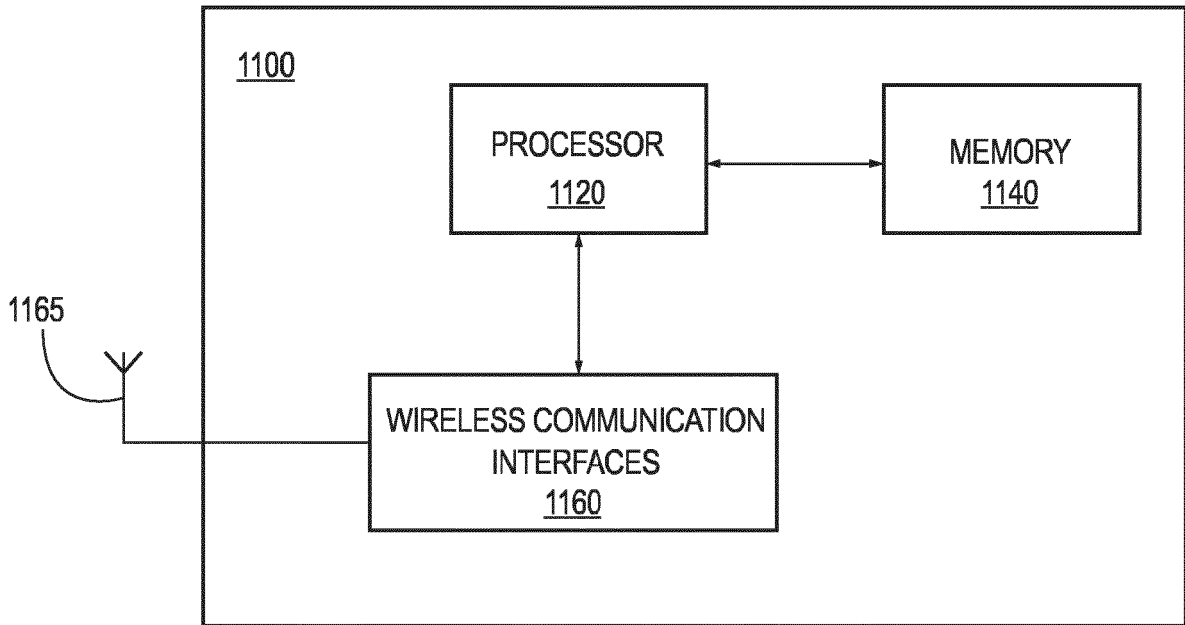 1100
PROCESSOR
1120
MEMORY
1140
1165
WIRELESS COMMUNICATION
INTERFACES
1160